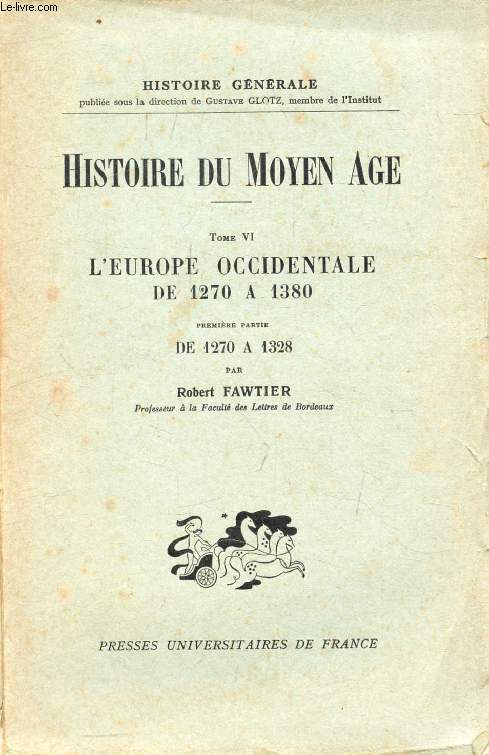 Le-livre.com
HISTOIRE GÉNÉRALE
publiée sous la direction de GUSTAVE GLOTZ, membre de l'Institut
HISTOIRE DU MOYEN AGE
TOME VI
L'EUROPE OCCIDENTALE
DE 1270 A 1380
PREMIÈRE PARTIE
DE 1270 A 1328
PAR
Robert FAWTIER
Professeur à la Faculté des Lettres de Bordeaux
PRESSES UNIVERSITAIRES DE FRANCE